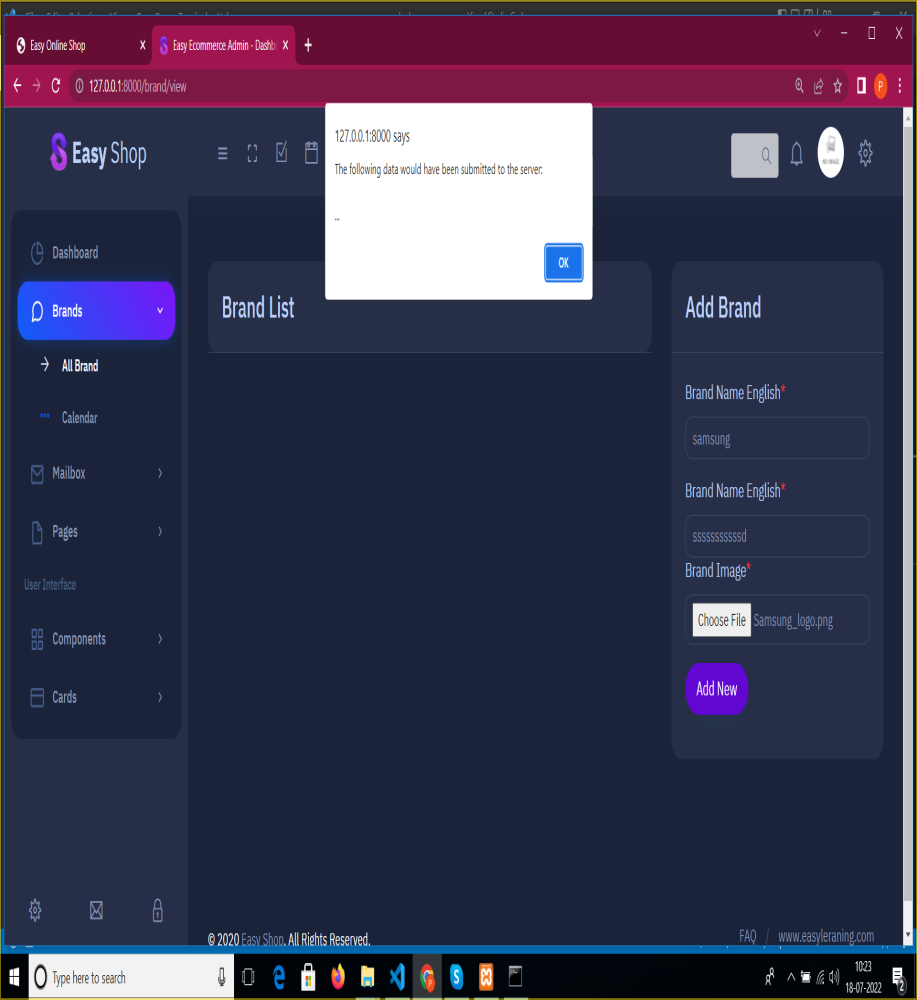 Easy Online Shop
Easy Ecommerce Admin - Dashb
127.0.0.1:8000/brand/view
P
127.0.0.1:8000 says
The following data would have been submitted to the server:
...
OK
Easy Shop
NO IMAGE
Dashboard
Brands
All Brand
Calendar
Mailbox
Pages
User Interface
Components
Cards
Brand List
Add Brand
Brand Name English*
samsung
Brand Name English*
sssssssssssd
Brand Image*
Choose File Samsung_logo.png
Add New
© 2020 Easy Shop. All Rights Reserved.
FAQ / www.easyleraning.com
Type here to search
10:23
18-07-2022
2